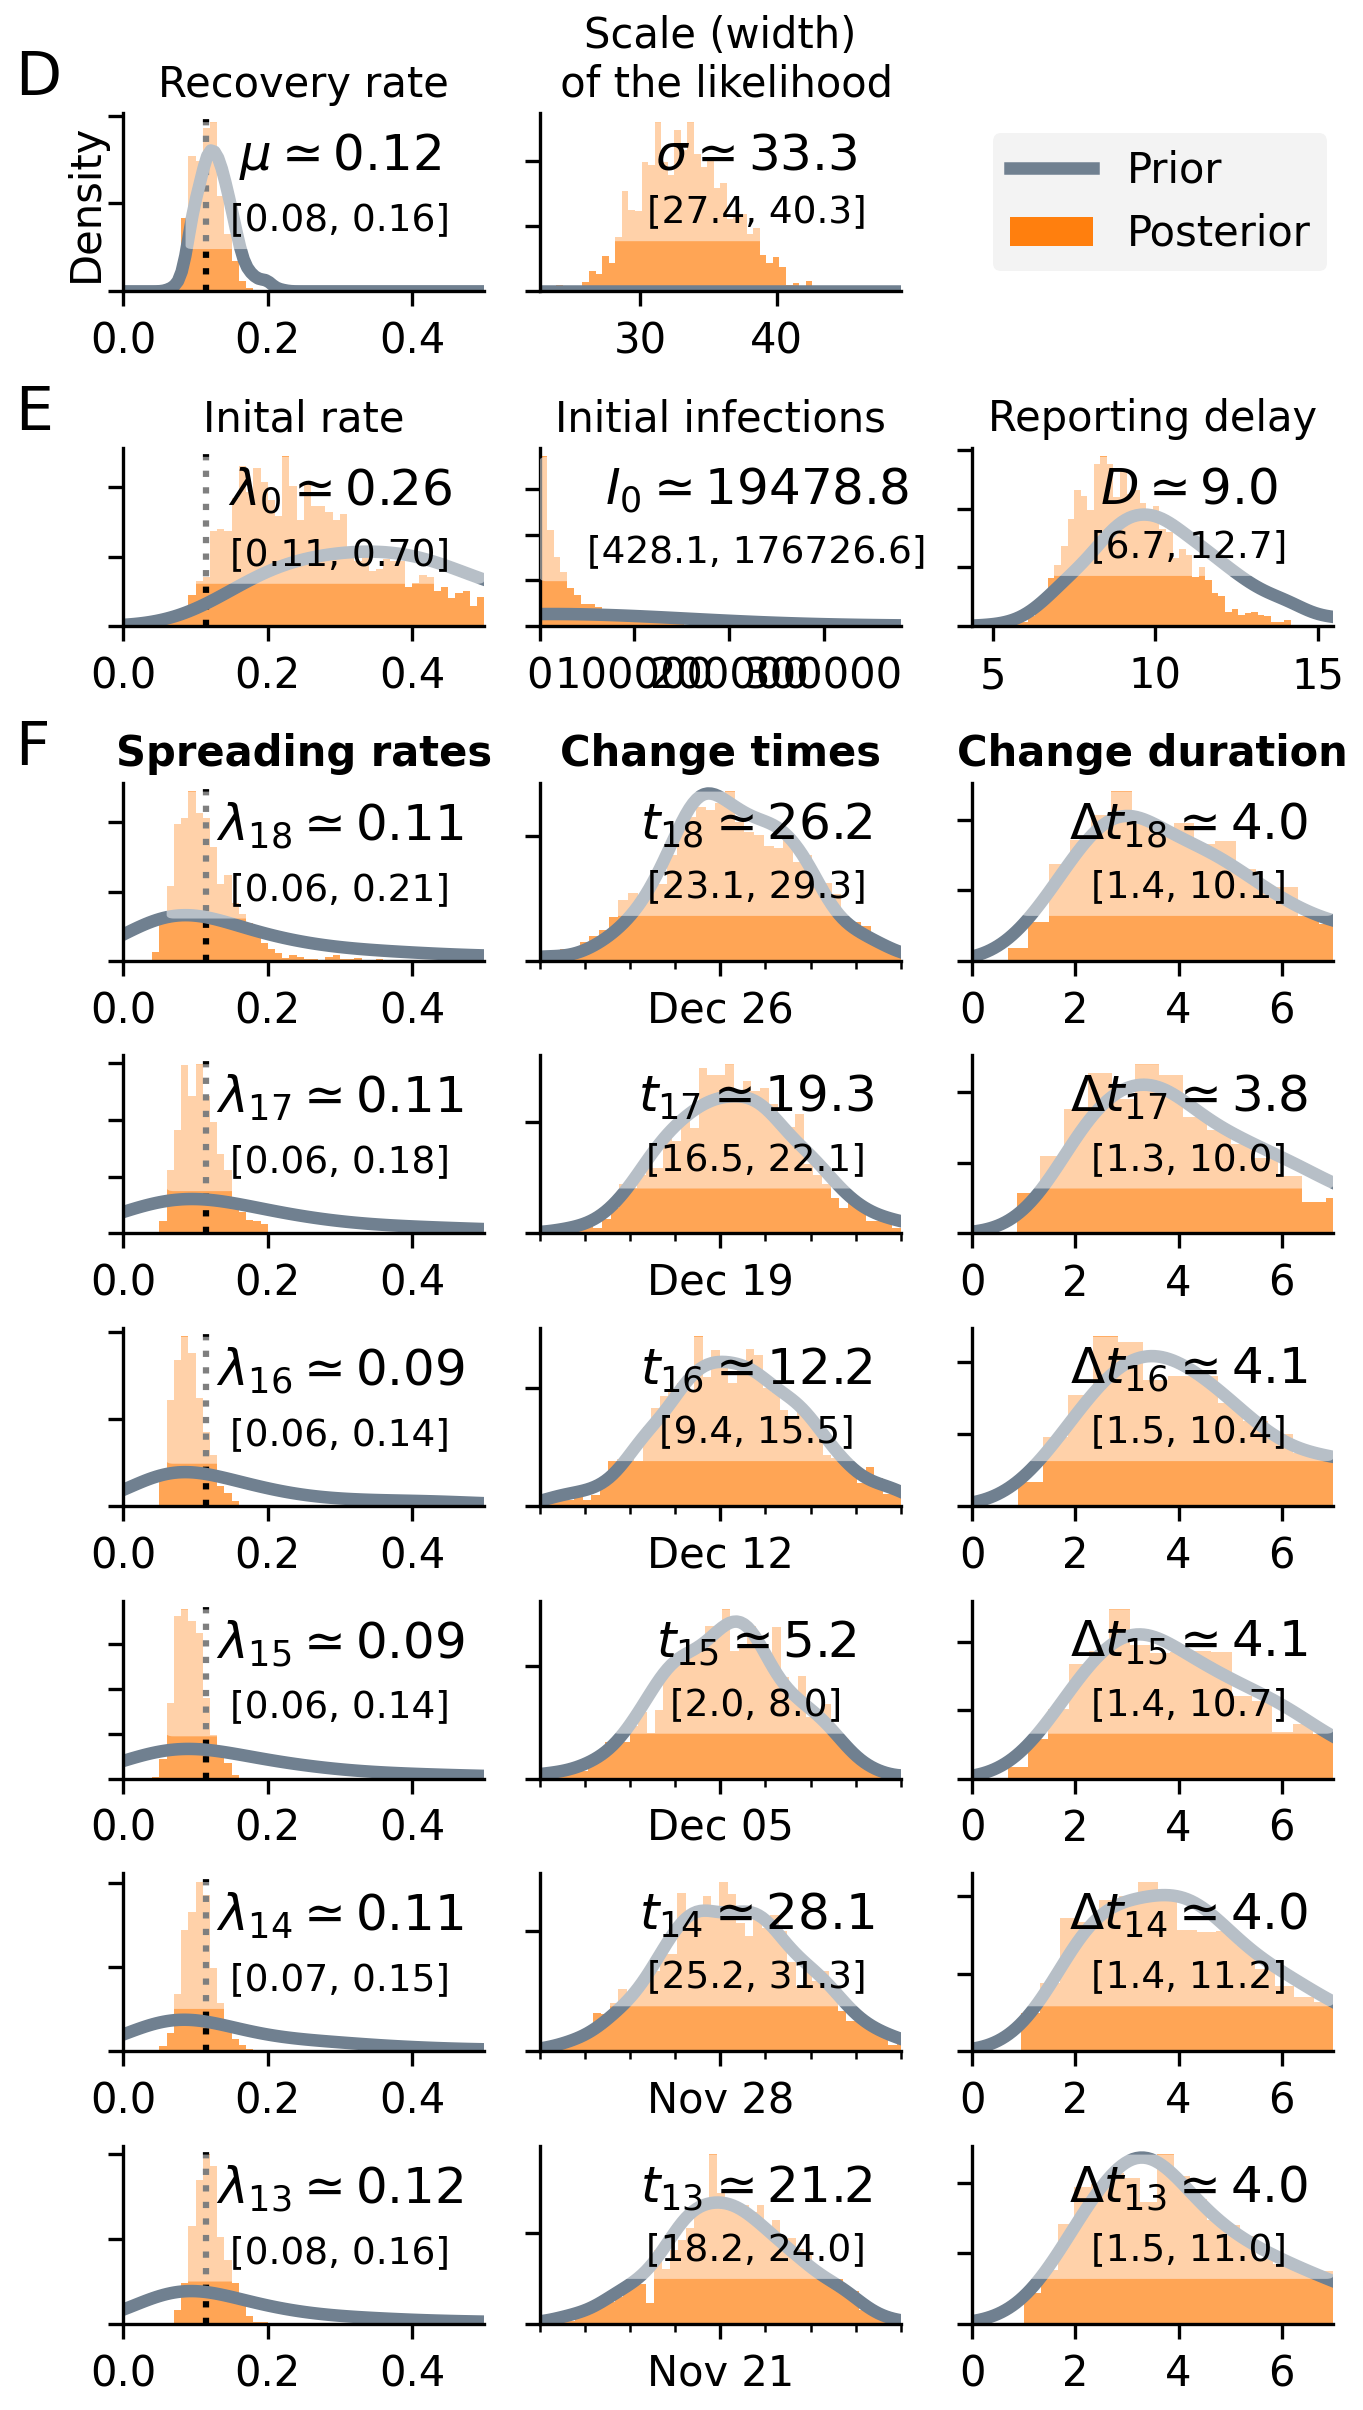 D
Recovery rate
Scale (width)
of the likelihood
Density
μ ≃ 0.12
[0.08, 0.16]
σ ≃ 33.3
[27.4, 40.3]
Prior
Posterior
0.0 0.2 0.4
30 40
E
Inital rate
Initial infections
Reporting delay
λ0 ≃ 0.26
[0.11, 0.70]
I0 ≃ 19478.8
[428.1, 176726.6]
D ≃ 9.0
[6.7, 12.7]
0.0 0.2 0.4
0 100000 200000 300000
5 10 15
F
Spreading rates
Change times
Change duration
λ18 ≃ 0.11
[0.06, 0.21]
t18 ≃ 26.2
[23.1, 29.3]
Δt18 ≃ 4.0
[1.4, 10.1]
0.0 0.2 0.4
Dec 26
0 2 4 6
λ17 ≃ 0.11
[0.06, 0.18]
t17 ≃ 19.3
[16.5, 22.1]
Δt17 ≃ 3.8
[1.3, 10.0]
0.0 0.2 0.4
Dec 19
0 2 4 6
λ16 ≃ 0.09
[0.06, 0.14]
t16 ≃ 12.2
[9.4, 15.5]
Δt16 ≃ 4.1
[1.5, 10.4]
0.0 0.2 0.4
Dec 12
0 2 4 6
λ15 ≃ 0.09
[0.06, 0.14]
t15 ≃ 5.2
[2.0, 8.0]
Δt15 ≃ 4.1
[1.4, 10.7]
0.0 0.2 0.4
Dec 05
0 2 4 6
λ14 ≃ 0.11
[0.07, 0.15]
t14 ≃ 28.1
[25.2, 31.3]
Δt14 ≃ 4.0
[1.4, 11.2]
0.0 0.2 0.4
Nov 28
0 2 4 6
λ13 ≃ 0.12
[0.08, 0.16]
t13 ≃ 21.2
[18.2, 24.0]
Δt13 ≃ 4.0
[1.5, 11.0]
0.0 0.2 0.4
Nov 21
0 2 4 6